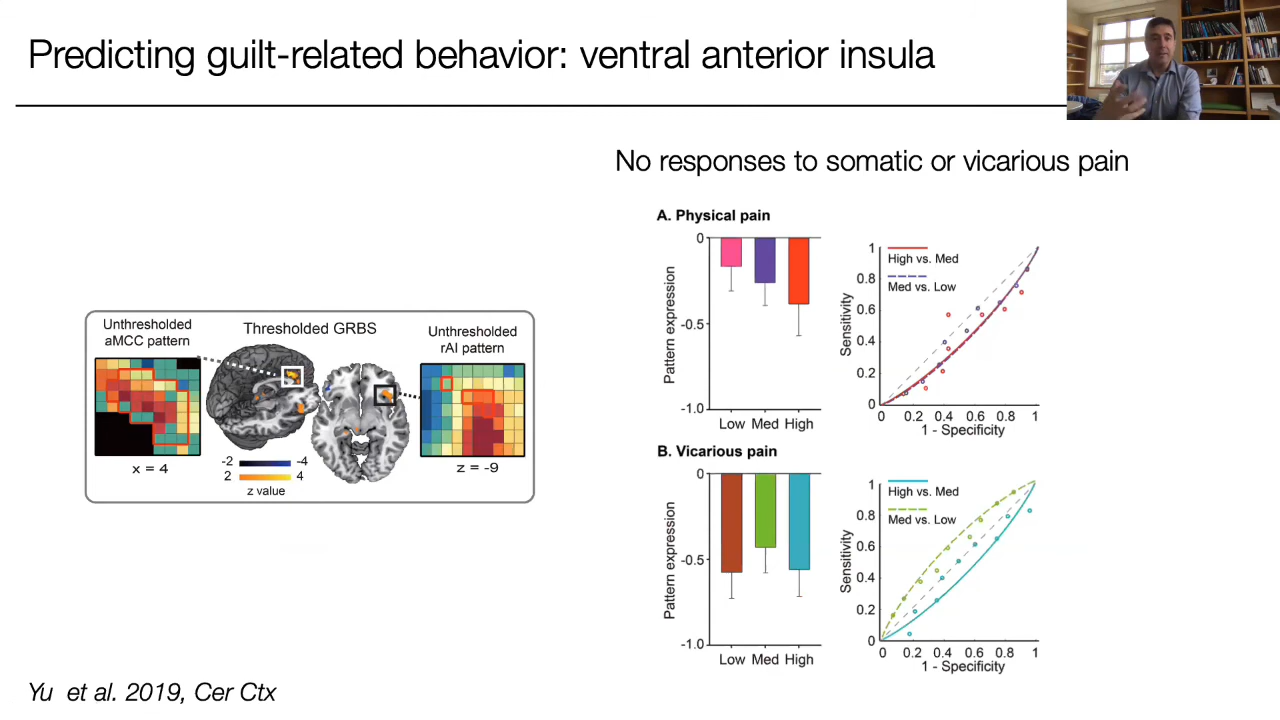 Predicting guilt-related behavior: ventral anterior insula
No responses to somatic or vicarious pain
Unthresholded
aMCC pattern
Thresholded GRBS
Unthresholded
rAI pattern
x = 4
-2 -4
2 4
z value
z = -9
A. Physical pain
Pattern expression
0
-0.5
-1.0
Low Med High
Sensitivity
1
0.8
0.6
0.4
0.2
0
High vs. Med
Med vs. Low
0 0.2 0.4 0.6 0.8 1
1 - Specificity
B. Vicarious pain
Pattern expression
0
-0.5
-1.0
Low Med High
Sensitivity
1
0.8
0.6
0.4
0.2
0
High vs. Med
Med vs. Low
0 0.2 0.4 0.6 0.8 1
1 - Specificity
Yu et al. 2019, Cer Ctx